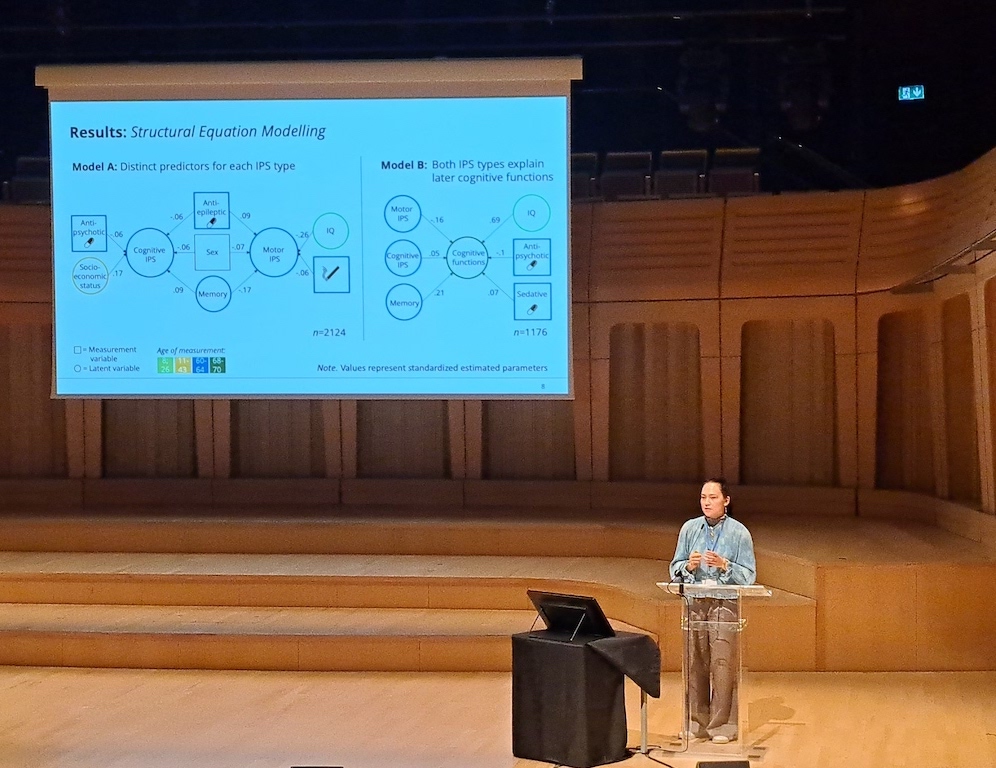 Results: Structural Equation Modelling
Model A: Distinct predictors for each IPS type
Anti-
psychotic
Socio-
economic
status
-.06
.17
Cognitive
IPS
-.06
-.06
.09
Anti-
epileptic
Sex
Memory
.09
-.07
-.17
Motor
IPS
-.26
-.06
IQ
n=2124
Model B: Both IPS types explain
later cognitive functions
Motor
IPS
Cognitive
IPS
Memory
-.16
.05
.21
Cognitive
functions
.69
-.1
.07
IQ
Anti-
psychotic
Sedative
n=1176
= Measurement
variable
= Latent variable
Age of measurement:
26
43
60-
64
68-
70
Note. Values represent standardized estimated parameters
8